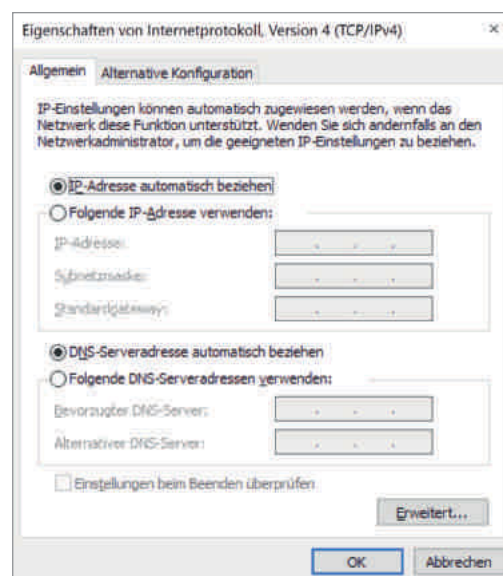 Eigenschaften von Internetprotokoll, Version 4 (TCP/IPv4)
Allgemein Alternative Konfiguration
IP-Einstellungen können automatisch zugewiesen werden, wenn das
Netzwerk diese Funktion unterstützt. Wenden Sie sich andernfalls an den
Netzwerkadministrator, um die geeigneten IP-Einstellungen zu beziehen.
IP-Adresse automatisch beziehen
Folgende IP-Adresse verwenden:
IP-Adresse:
Subnetzmaske:
Standardgateway:
DNS-Serveradresse automatisch beziehen
Folgende DNS-Serveradressen verwenden:
Bevorzugter DNS-Server:
Alternativer DNS-Server:
Einstellungen beim Beenden überprüfen
Erweitert...
OK Abbrechen